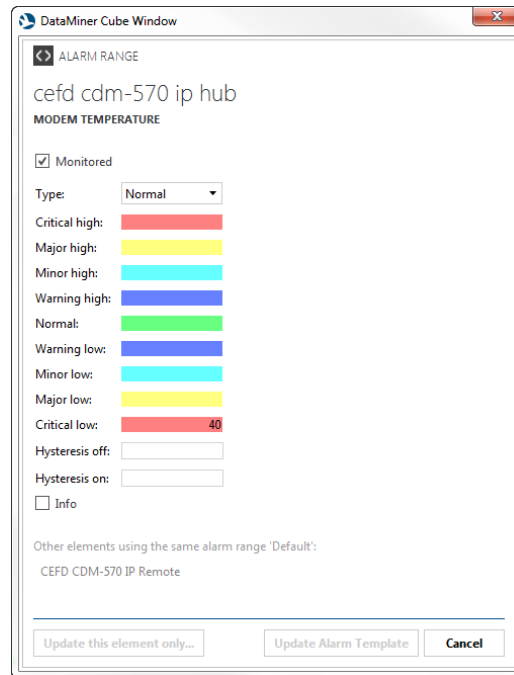 DataMiner Cube Window
ALARM RANGE
cefd cdm-570 ip hub
MODEM TEMPERATURE
Monitored
Type: Normal
Critical high:
Major high:
Minor high:
Warning high:
Normal:
Warning low:
Minor low:
Major low:
Critical low: 40
Hysteresis off:
Hysteresis on:
Info
Other elements using the same alarm range 'Default':
CEFD CDM-570 IP Remote
Update this element only... Update Alarm Template Cancel